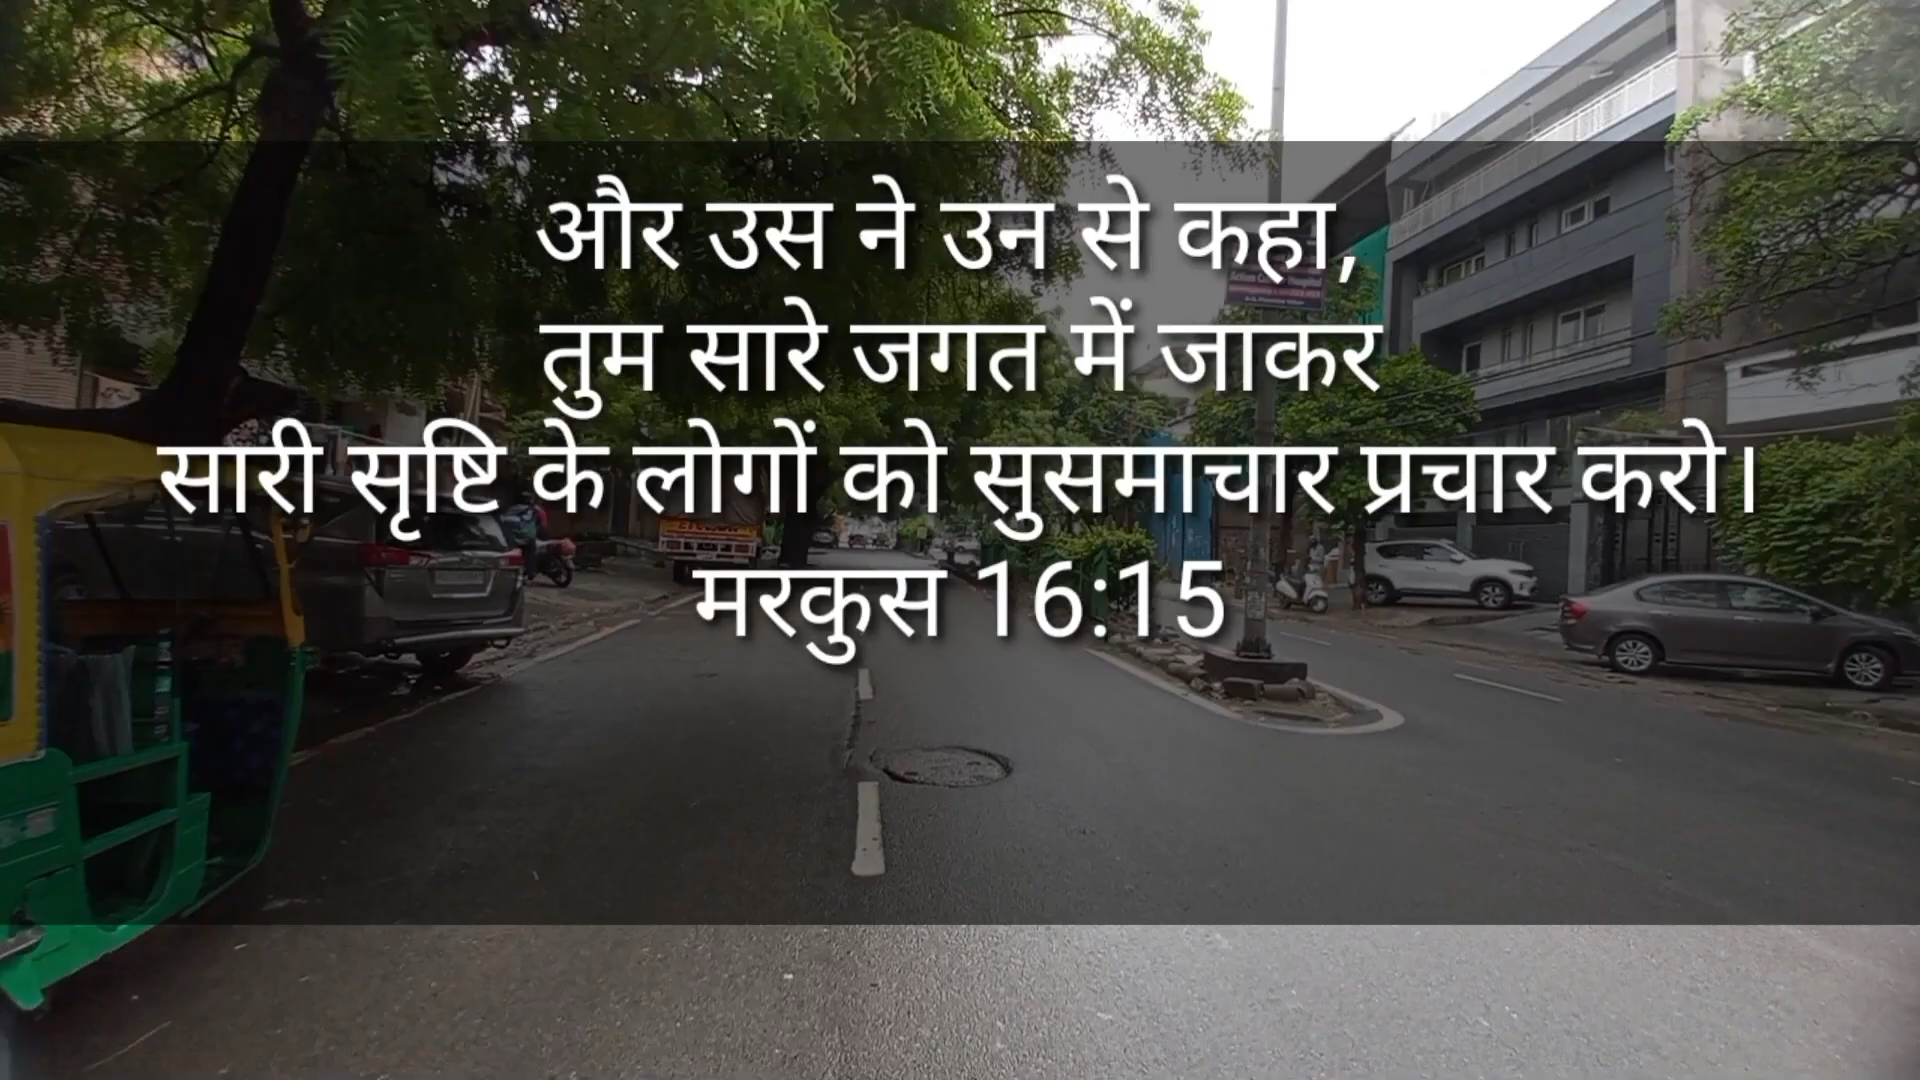 और उस ने उन से कहा,
तुम सारे जगत में जाकर
सारी सृष्टि के लोगों को सुसमाचार प्रचार करो।
मरकुस 16:15